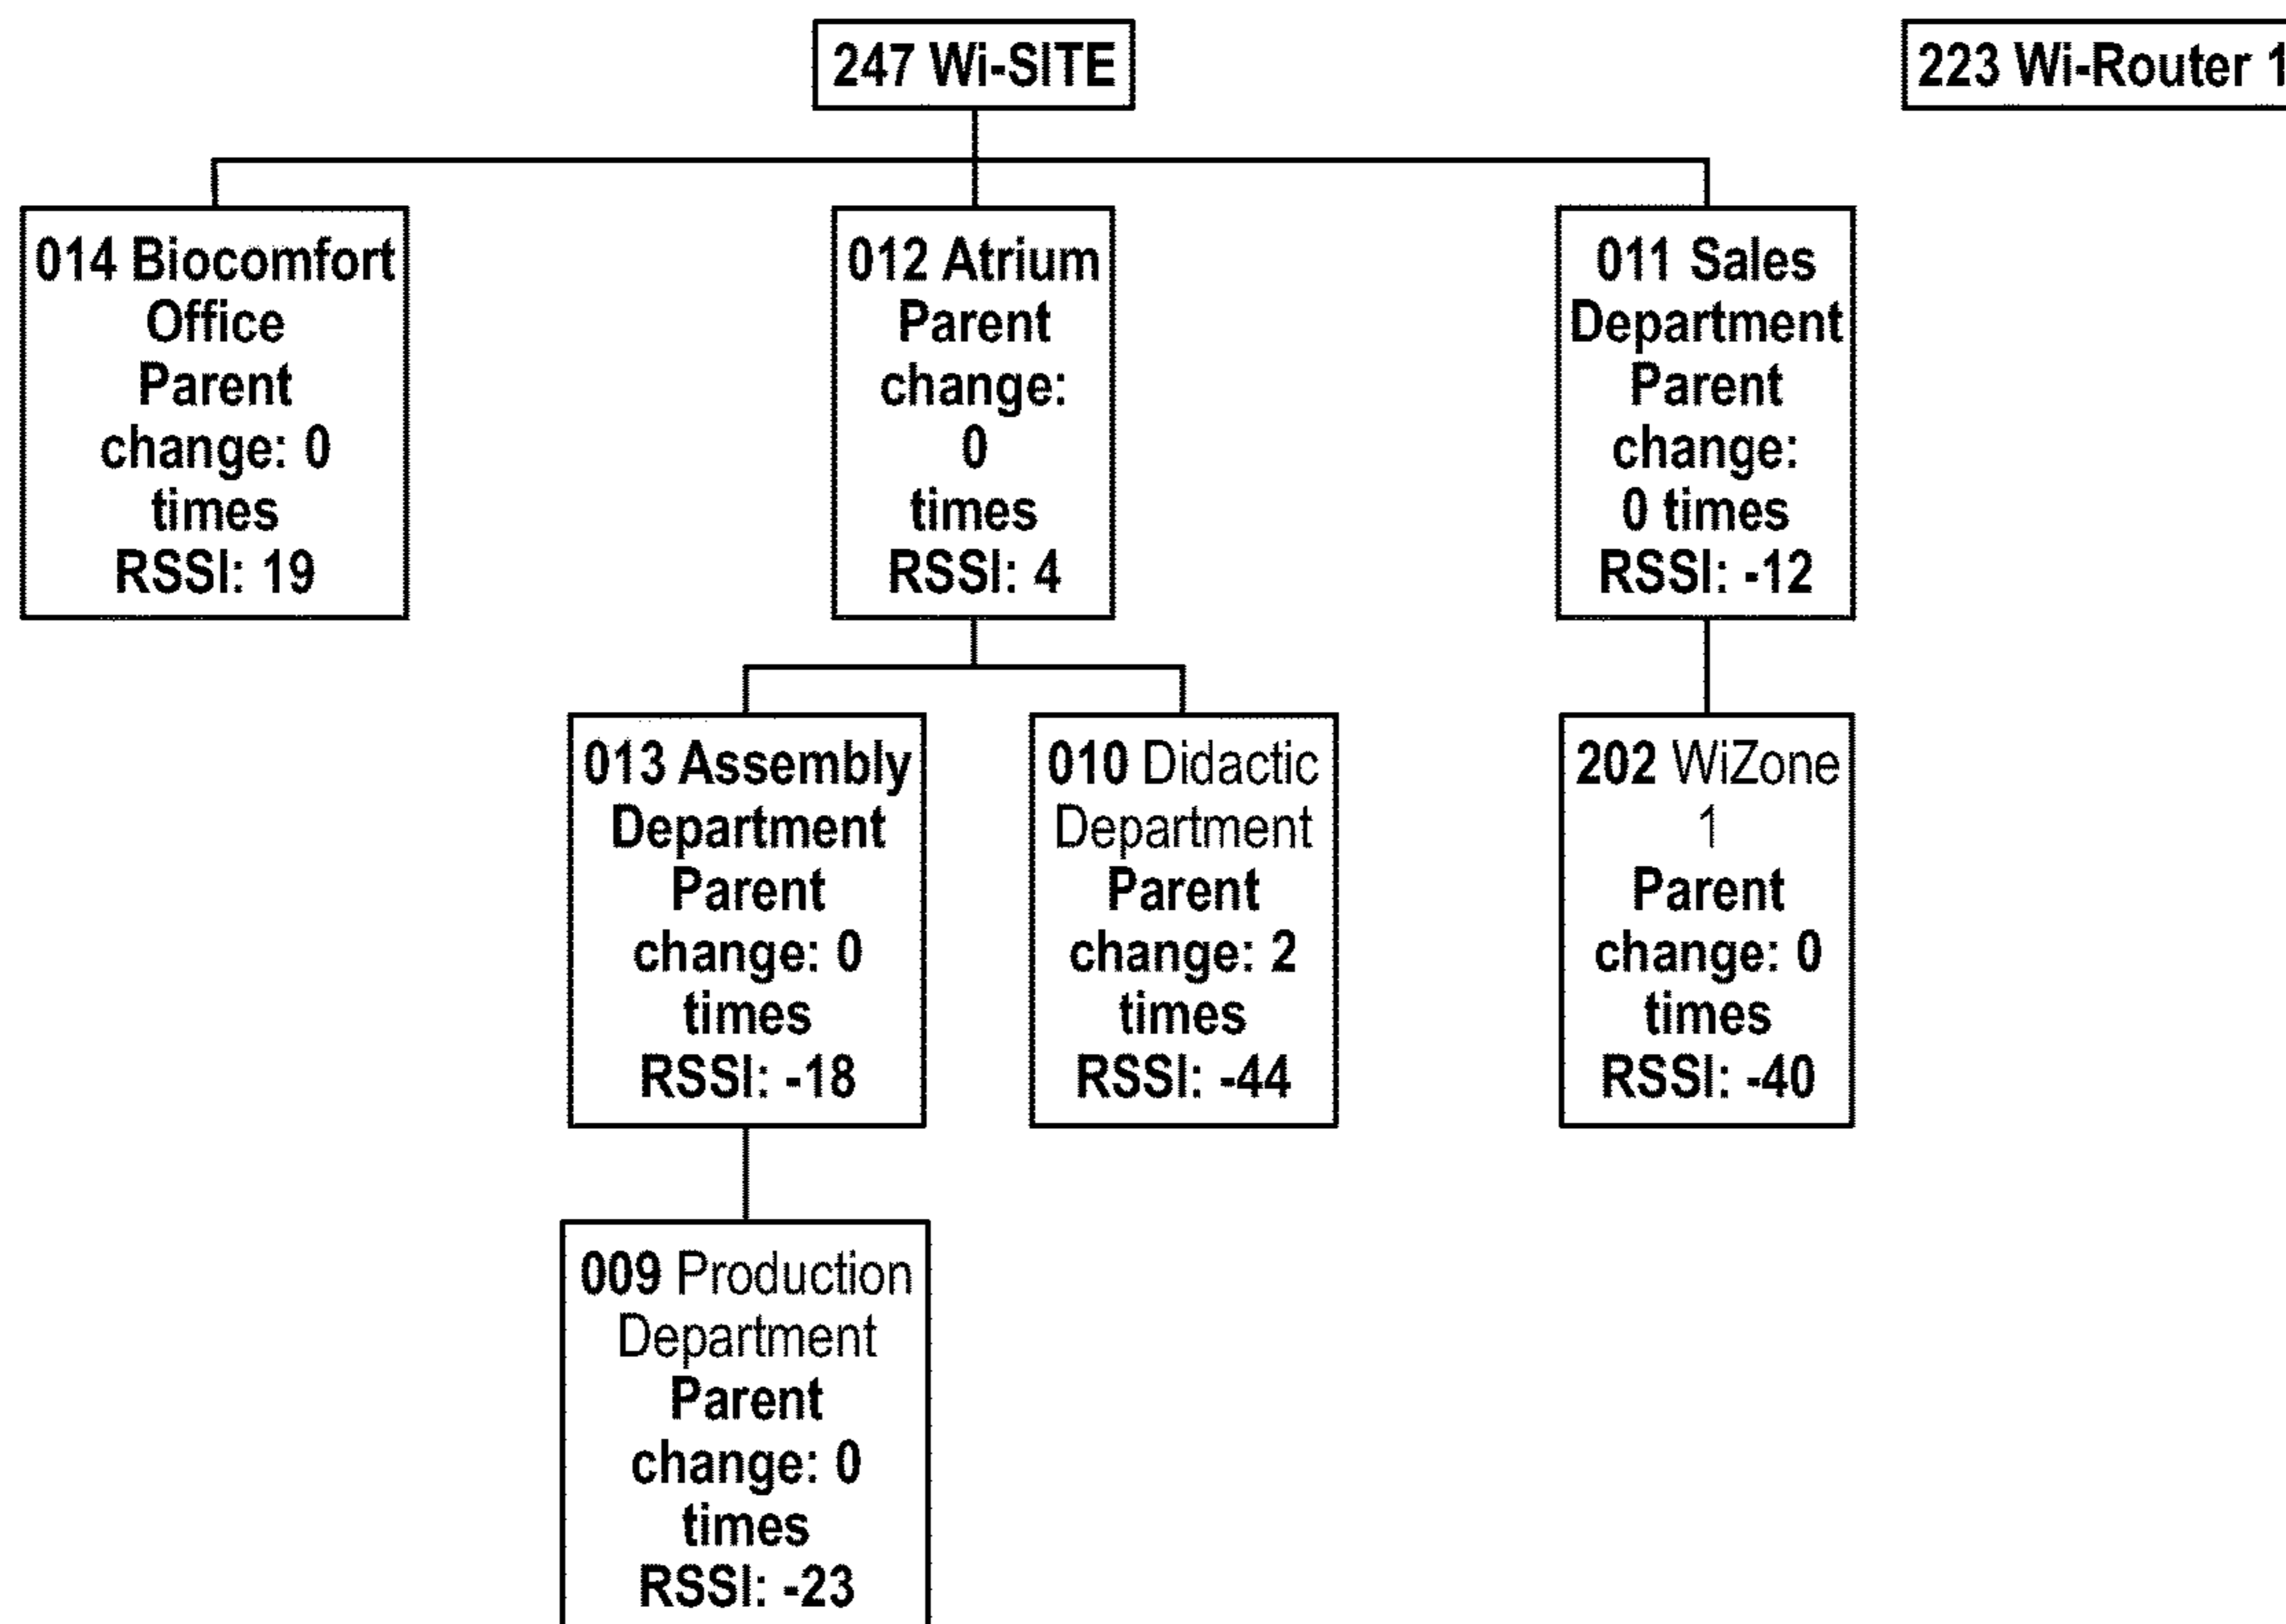 247 Wi-SITE
223 Wi-Router 1
014 Biocomfort
Office
Parent
change: 0
times
RSSI: 19
012 Atrium
Parent
change:
0
times
RSSI: 4
011 Sales
Department
Parent
change:
0 times
RSSI: -12
013 Assembly
Department
Parent
change: 0
times
RSSI: -18
010 Didactic
Department
Parent
change: 2
times
RSSI: -44
202 WiZone
1
Parent
change: 0
times
RSSI: -40
009 Production
Department
Parent
change: 0
times
RSSI: -23